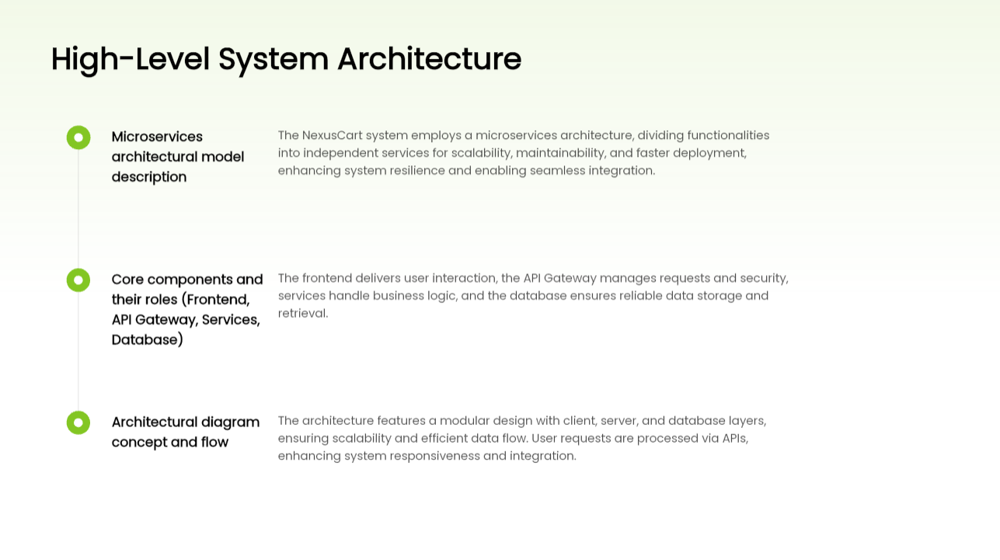 High-Level System Architecture
Microservices
architectural model
description
The NexusCart system employs a microservices architecture, dividing functionalities
into independent services for scalability, maintainability, and faster deployment,
enhancing system resilience and enabling seamless integration.
Core components and
their roles (Frontend,
API Gateway, Services,
Database)
The frontend delivers user interaction, the API Gateway manages requests and security,
services handle business logic, and the database ensures reliable data storage and
retrieval.
Architectural diagram
concept and flow
The architecture features a modular design with client, server, and database layers,
ensuring scalability and efficient data flow. User requests are processed via APIs,
enhancing system responsiveness and integration.